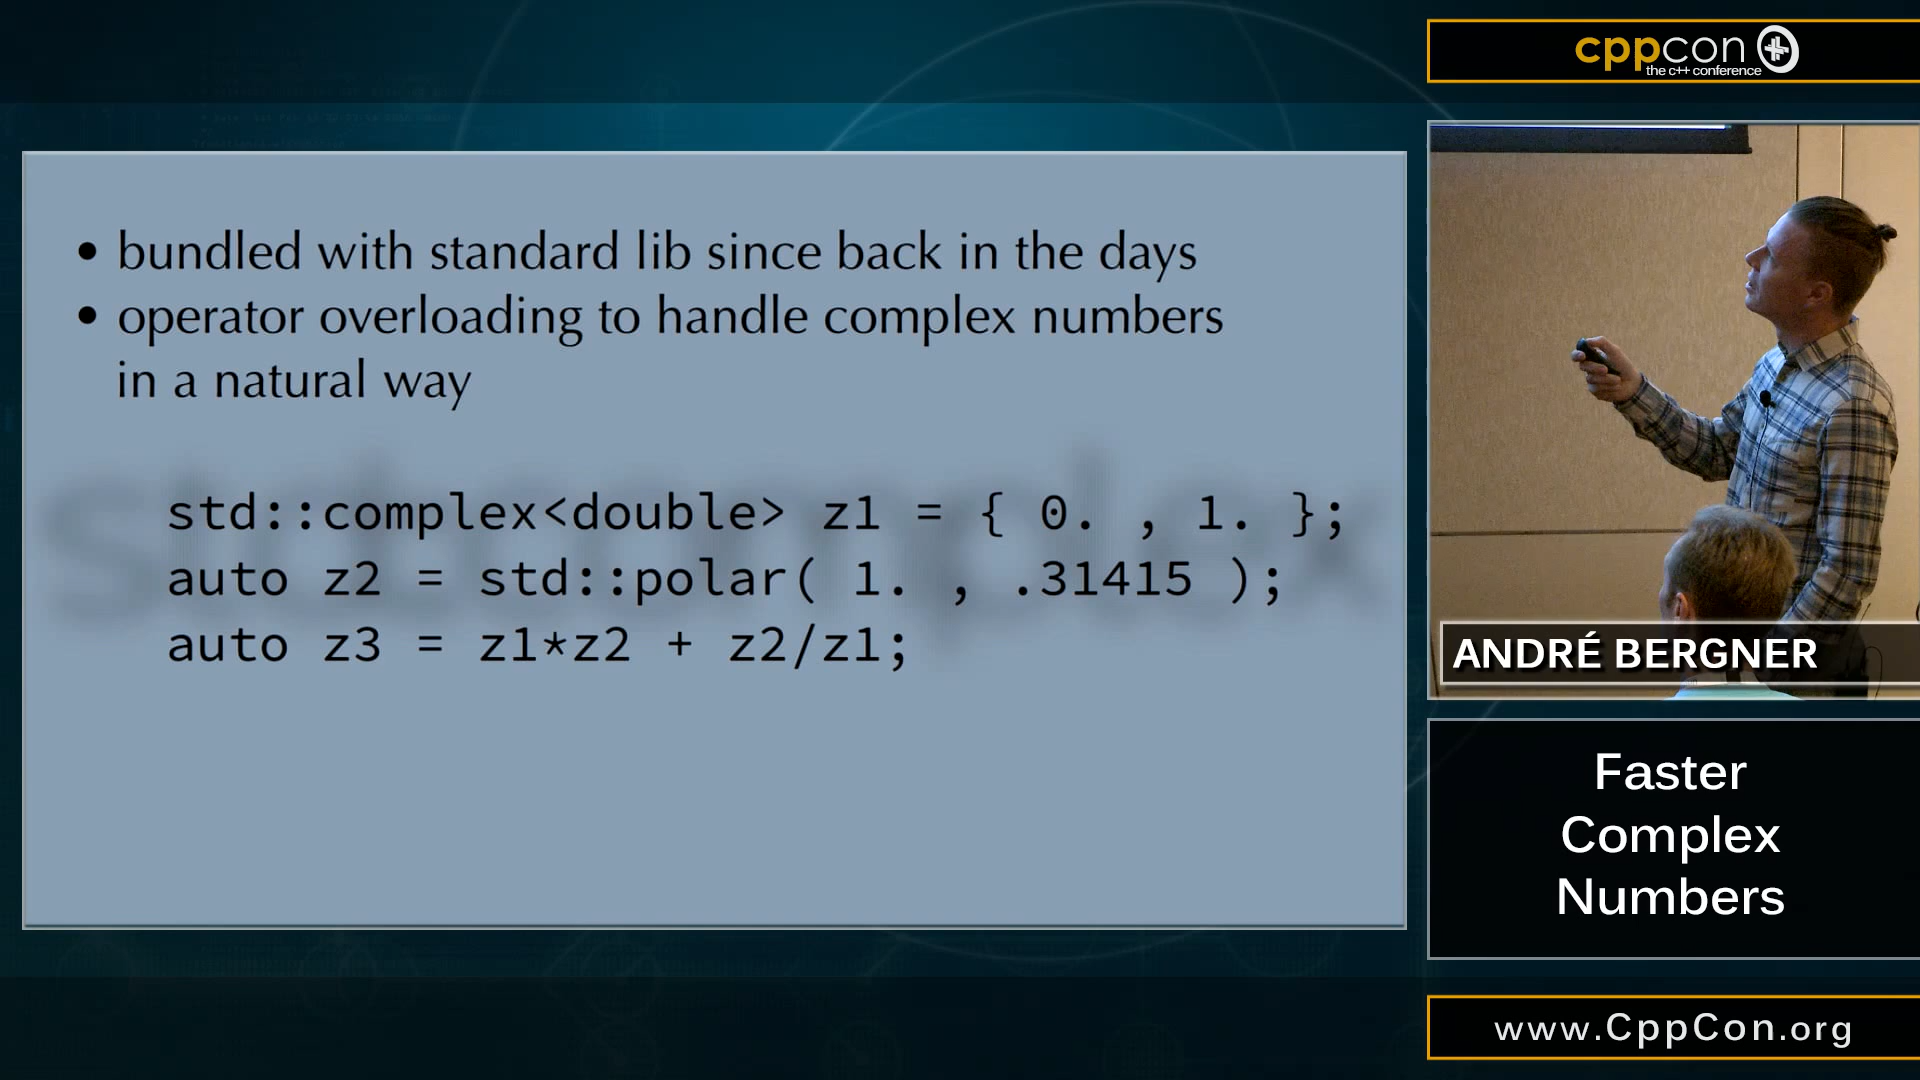 cppcon
the c++ conference
• bundled with standard lib since back in the days
• operator overloading to handle complex numbers
in a natural way
std::complex
std::complex<double> z1 = { 0. , 1. };
auto z2 = std::polar( 1. , .31415 );
auto z3 = z1*z2 + z2/z1;
ANDRÉ BERGNER
Faster
Complex
Numbers
www.CppCon.org